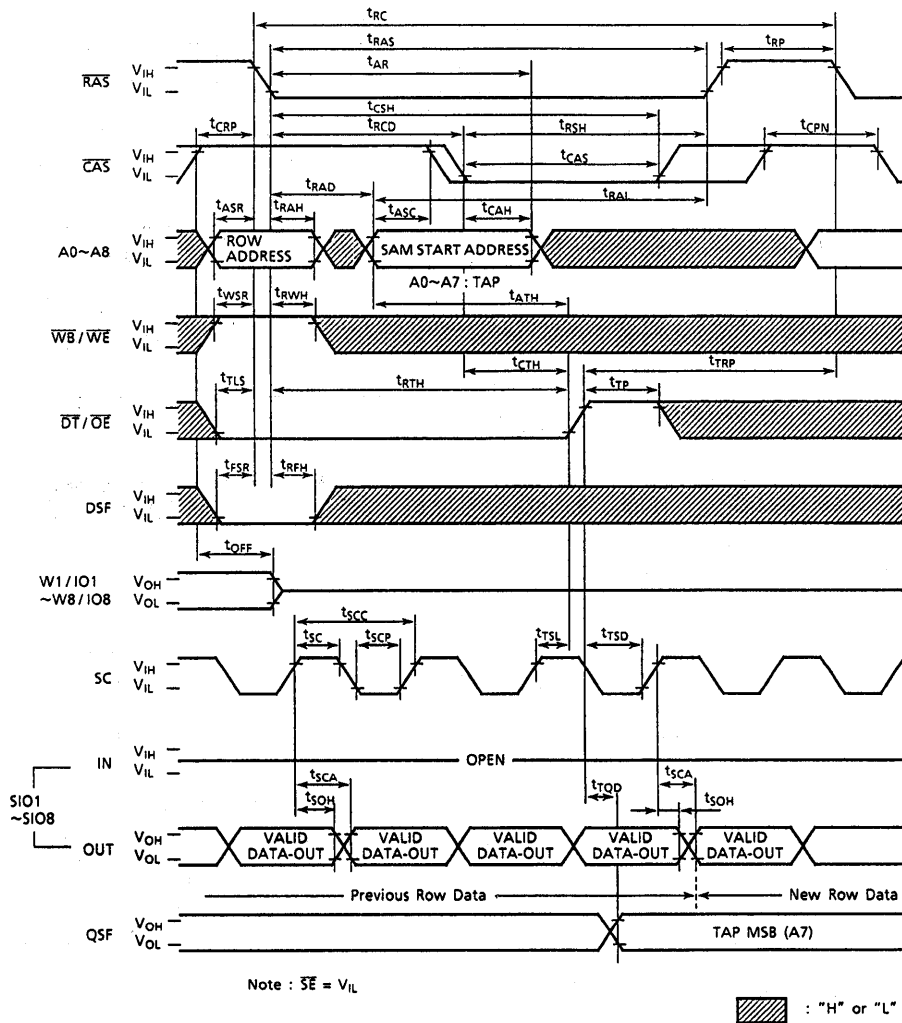 tRC
tRAS
tRP
tAR
RAS
VIH
VIL
tCSH
tCRP
tRCD
tRSH
tCPN
CAS
VIH
VIL
tCAS
tRAD
tRAL
tASR
tRAH
tASC
tCAH
A0~A8
VIH
VIL
ROW
ADDRESS
SAM START ADDRESS
A0~A7 : TAP
tWSR
tRWH
tATH
WB/WE
VIH
VIL
tCTH
tTRP
tTLS
tRTH
tTP
DT/OE
VIH
VIL
tFSR
tRFH
DSF
VIH
VIL
tOFF
W1/IO1
~W8/IO8
VOH
VOL
tSCC
tSC
tSCP
tTSL
tTSD
SC
VIH
VIL
IN
VIH
VIL
OPEN
SIO1
~SIO8
tSCA
tSOH
tTQD
tSCA
tSOH
OUT
VOH
VOL
VALID
DATA-OUT
VALID
DATA-OUT
VALID
DATA-OUT
VALID
DATA-OUT
VALID
DATA-OUT
Previous Row Data
New Row Data
QSF
VOH
VOL
TAP MSB (A7)
Note : SE = VIL
: "H" or "L"